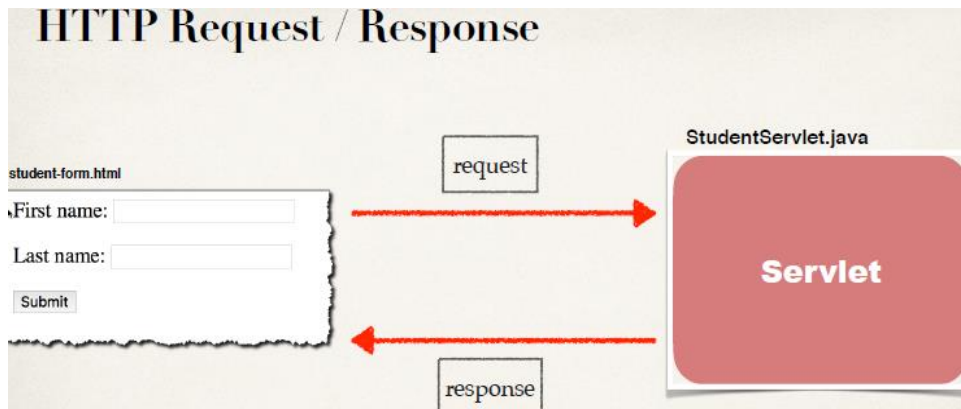 HTTP Request / Response
StudentServlet.java
request
student-form.html
First name:
Last name:
Submit
Servlet
response